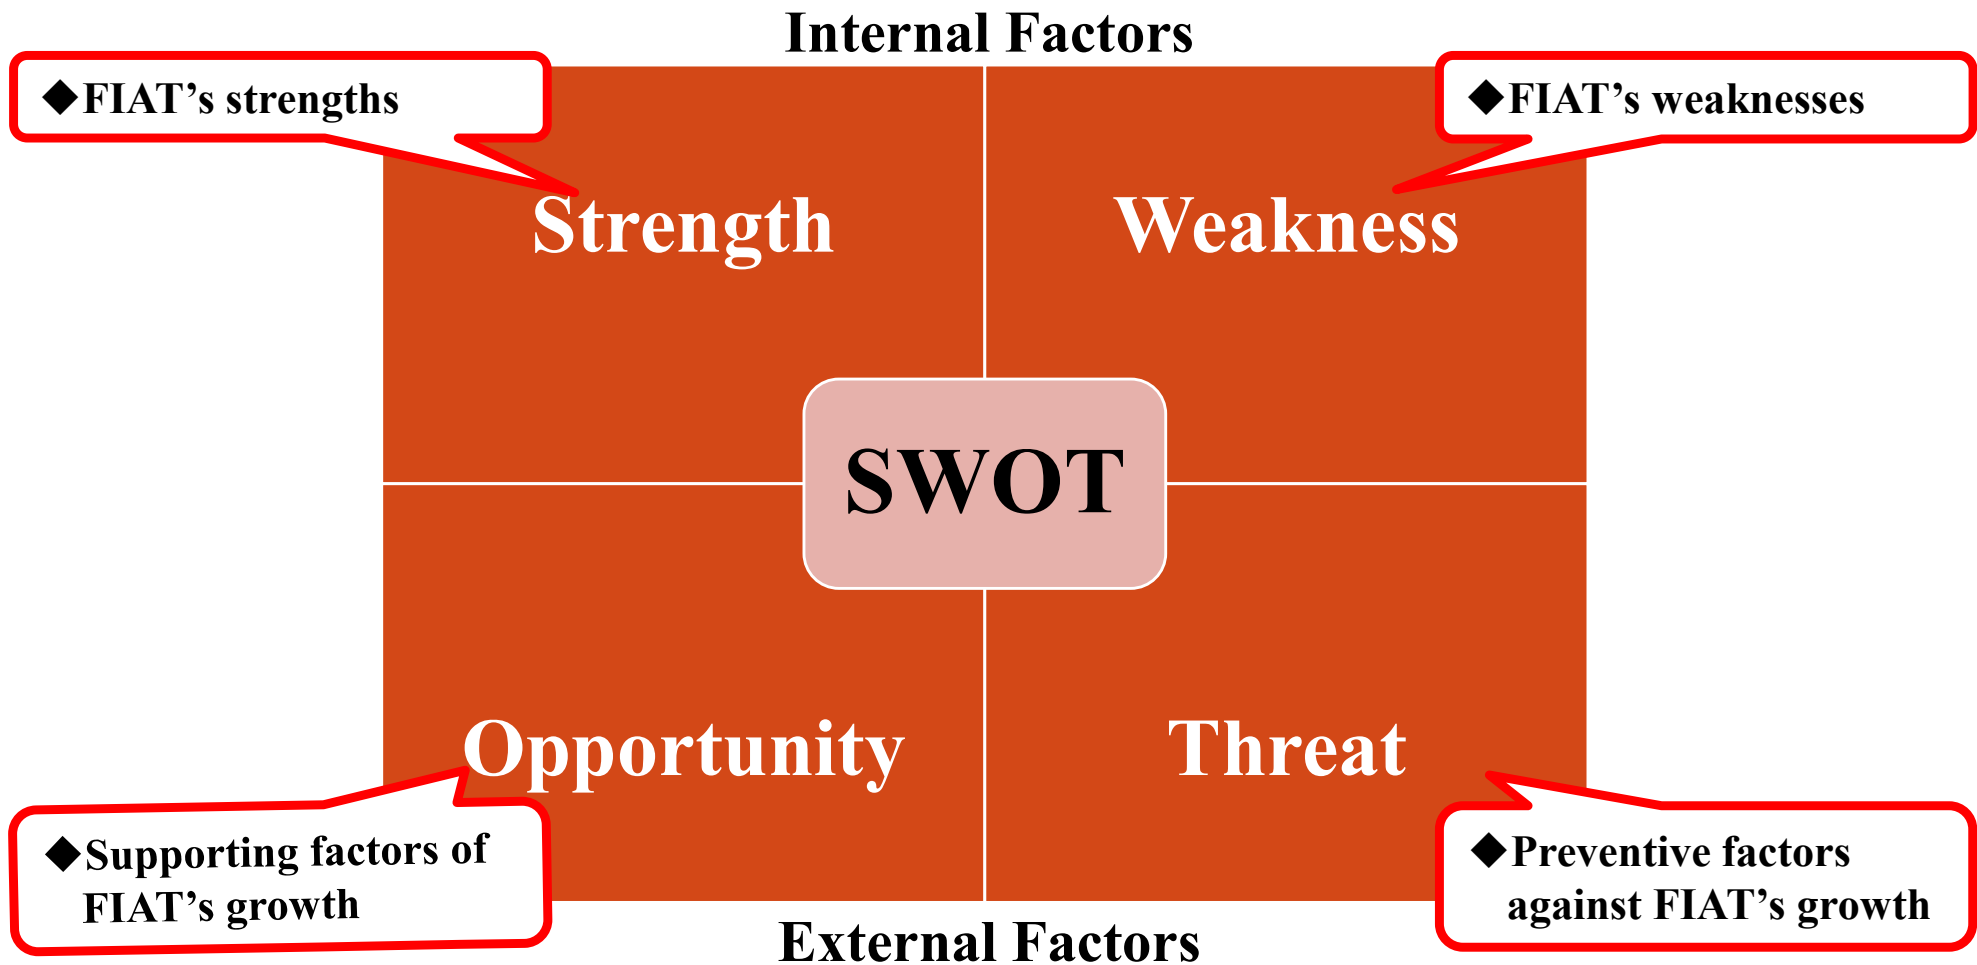 Internal Factors
◆FIAT’s strengths
◆FIAT’s weaknesses
Strength
Weakness
SWOT
Opportunity
Threat
◆Supporting factors of
FIAT’s growth
◆Preventive factors
against FIAT’s growth
External Factors